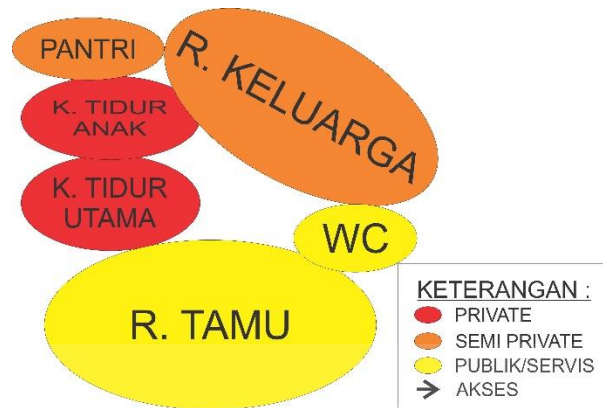 PANTRI
R. KELUARGA
K. TIDUR
ANAK
K. TIDUR
UTAMA
WC
R. TAMU
KETERANGAN :
PRIVATE
SEMI PRIVATE
PUBLIK/SERVIS
AKSES